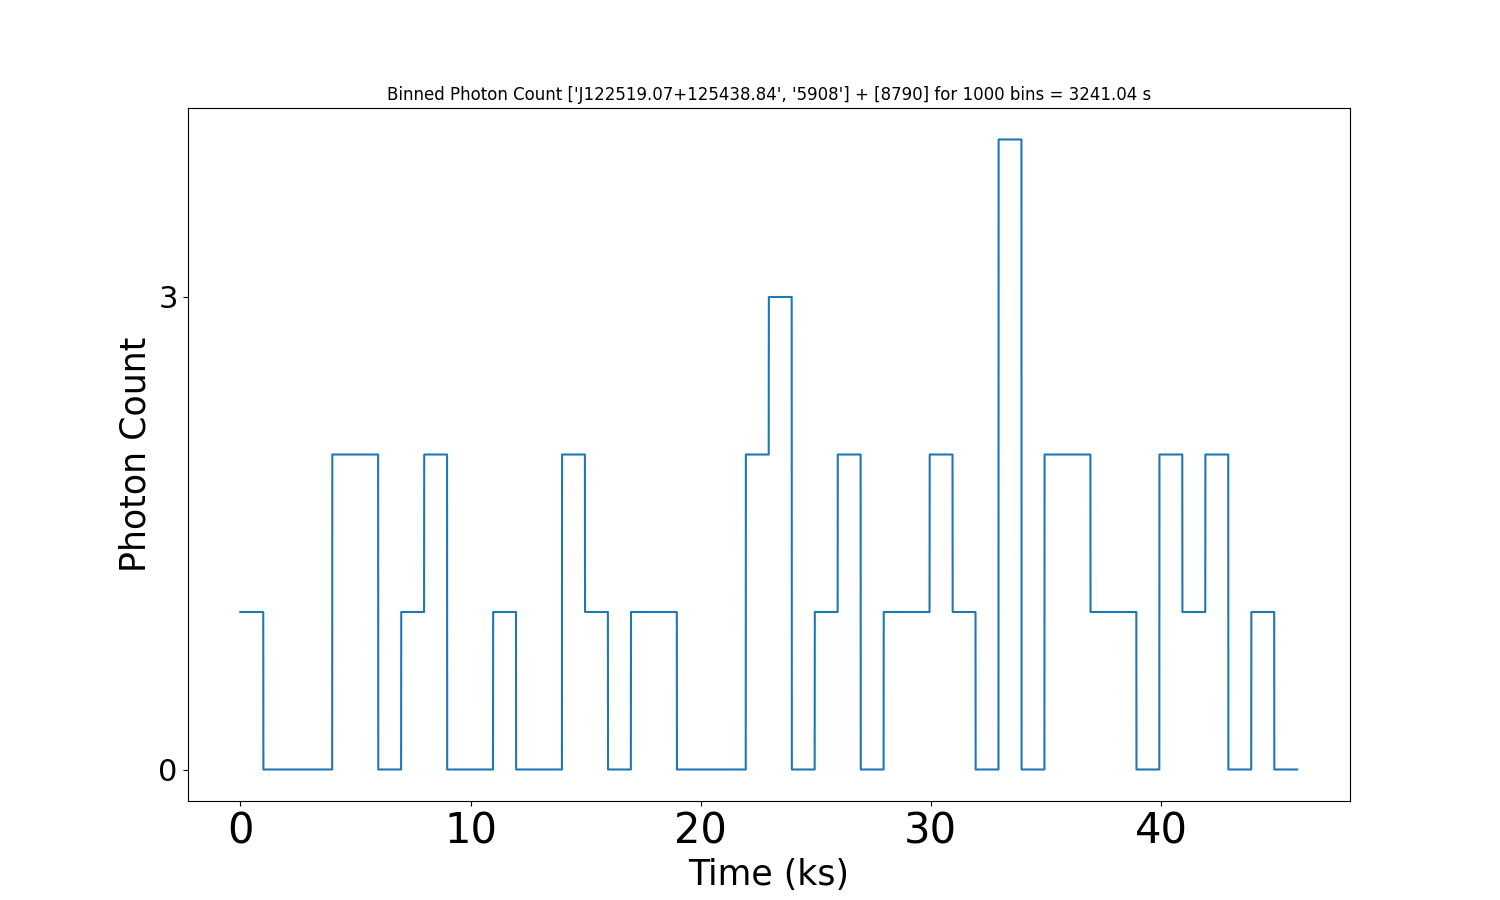 Binned Photon Count ['J122519.07+125438.84', '5908'] + [8790] for 1000 bins = 3241.04 s
Photon Count
3
0
0 10 20 30 40
Time (ks)